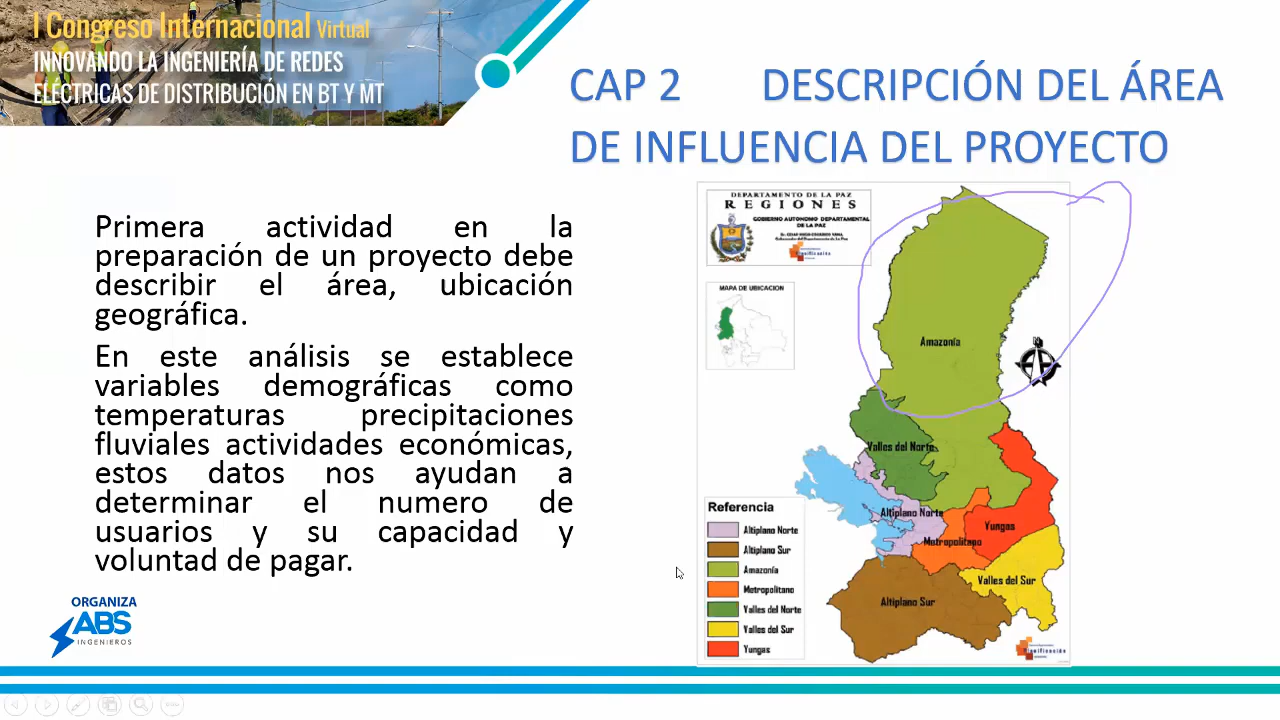 I Congreso Internacional Virtual
INNOVANDO LA INGENIERÍA DE REDES
ELÉCTRICAS DE DISTRIBUCIÓN EN BT Y MT
CAP 2 DESCRIPCIÓN DEL ÁREA
DE INFLUENCIA DEL PROYECTO
Primera actividad en la
preparación de un proyecto debe
describir el área, ubicación
geográfica.
En este análisis se establece
variables demográficas como
temperaturas precipitaciones
fluviales actividades económicas,
estos datos nos ayudan a
determinar el numero de
usuarios y su capacidad y
voluntad de pagar.
ORGANIZA
ABS
INGENIEROS
DEPARTAMENTO DE LA PAZ
REGIONES
GOBIERNO AUTONOMO DEPARTAMENTAL
DE LA PAZ
MAPA DE UBICACION
Amazonía
Valles del Norte
Altiplano Norte
Metropolitano
Yungas
Valles del Sur
Altiplano Sur
Referencia
Altiplano Norte
Altiplano Sur
Amazonía
Metropolitano
Valles del Norte
Valles del Sur
Yungas